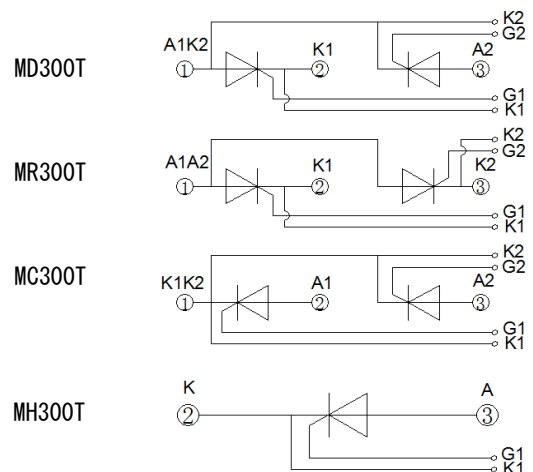 K2
G2
A1K2 K1 A2
MD300T ① ② ③
G1
K1
K2
A1A2 K1 G2
K2
MR300T ① ② ③
G1
K1
K2
G2
K1K2 A1 A2
MC300T ① ② ③
G1
K1
K A
MH300T ② ③
G1
K1